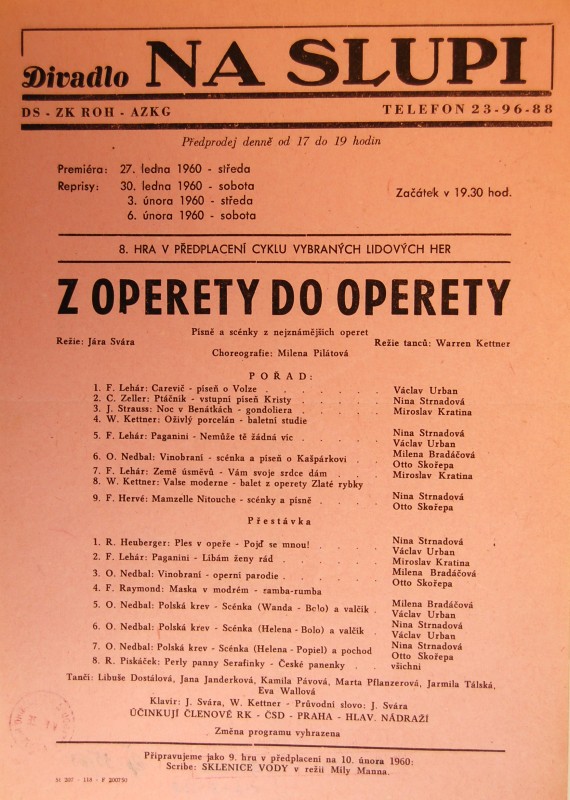 Divadlo NA SLUPI
DS - ZK ROH - AZKG TELEFON 23-96-88
Předprodej denně od 17 do 19 hodin
Premiéra: 27. ledna 1960 - středa
Reprisy: 30. ledna 1960 - sobota
3. února 1960 - středa
6. února 1960 - sobota
Začátek v 19.30 hod.
8. HRA V PŘEDPLACENÍ CYKLU VYBRANÝCH LIDOVÝCH HER
Z OPERETY DO OPERETY
Písně a scénky z nejznámějších operet
Režie: Jára Svára Režie tanců: Warren Kettner
Choreografie: Milena Pilátová
POŘAD:
1. F. Lehár: Carevič - píseň o Volze . . . . . . . Václav Urban
2. C. Zeller: Ptáčník - vstupní píseň Kristy . . . . . Nina Strnadová
3. J. Strauss: Noc v Benátkách - gondoliera . . . . . Miroslav Kratina
4. W. Kettner: Oživlý porcelán - baletní studie
5. F. Lehár: Paganini - Nemůže tě žádná víc . . . . . Nina Strnadová
Václav Urban
6. O. Nedbal: Vinobraní - scénka a píseň o Kašpárkovi . . . Milena Bradáčová
Otto Skořepa
7. F. Lehár: Země úsměvů - Vám svoje srdce dám . . . . Miroslav Kratina
8. W. Kettner: Valse moderne - balet z operety Zlaté rybky
9. F. Hervé: Mamzelle Nitouche - scénky a písně . . . . Nina Strnadová
Otto Skořepa
Přestávka
1. R. Heuberger: Ples v opeře - Pojď se mnou! . . . . Nina Strnadová
Václav Urban
2. F. Lehár: Paganini - Líbám ženy rád . . . . . . Miroslav Kratina
3. O. Nedbal: Vinobraní - operní parodie . . . . . . Milena Bradáčová
Otto Skořepa
4. F. Raymond: Maska v modrém - ramba-rumba
5. O. Nedbal: Polská krev - Scénka (Wanda - Bolo) a valčík . Milena Bradáčová
Václav Urban
6. O. Nedbal: Polská krev - Scénka (Helena - Bolo) a valčík . Nina Strnadová
Václav Urban
7. O. Nedbal: Polská krev - Scénka (Helena - Popiel) a pochod Nina Strnadová
Otto Skořepa
8. R. Piskáček: Perly panny Serafinky - České panenky . . všichni
Tančí: Libuše Dostálová, Jana Janderková, Kamila Pávová, Marta Pflanzerová, Jarmila Tálská,
Eva Wallová
Klavír: J. Svára, W. Kettner - Průvodní slovo: J. Svára
ÚČINKUJÍ ČLENOVÉ RK - ČSD - PRAHA - HLAV. NÁDRAŽÍ
Změna programu vyhrazena
Připravujeme jako 9. hru v předplacení na 10. února 1960:
Scribe: SKLENICE VODY v režii Míly Manna.
St 207 - 118 - F 200750